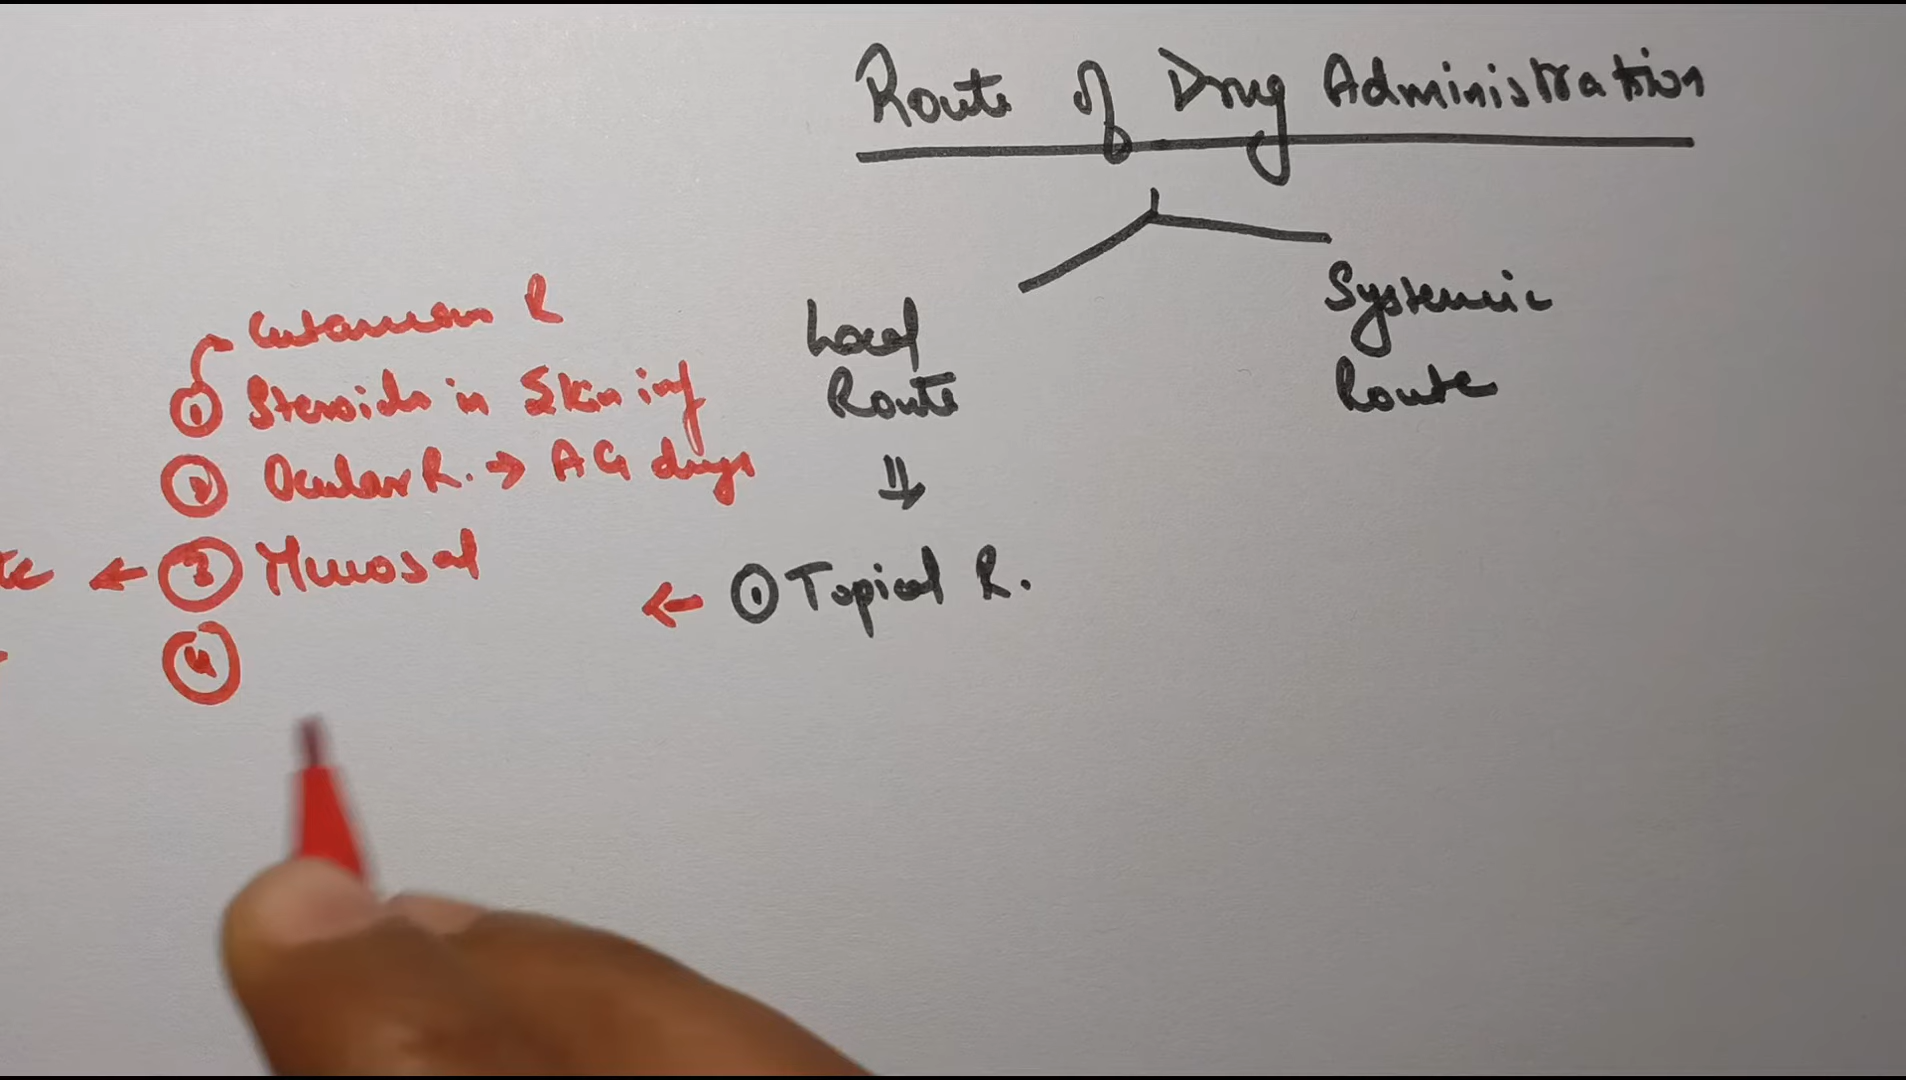 Route of Drug Administration
Local
Route
Systemic
Route
Cutaneous R
① Steroids in Skin inf
② Ocular R. → AG drugs
← ③ Mucosal
④
← ① Topical R.